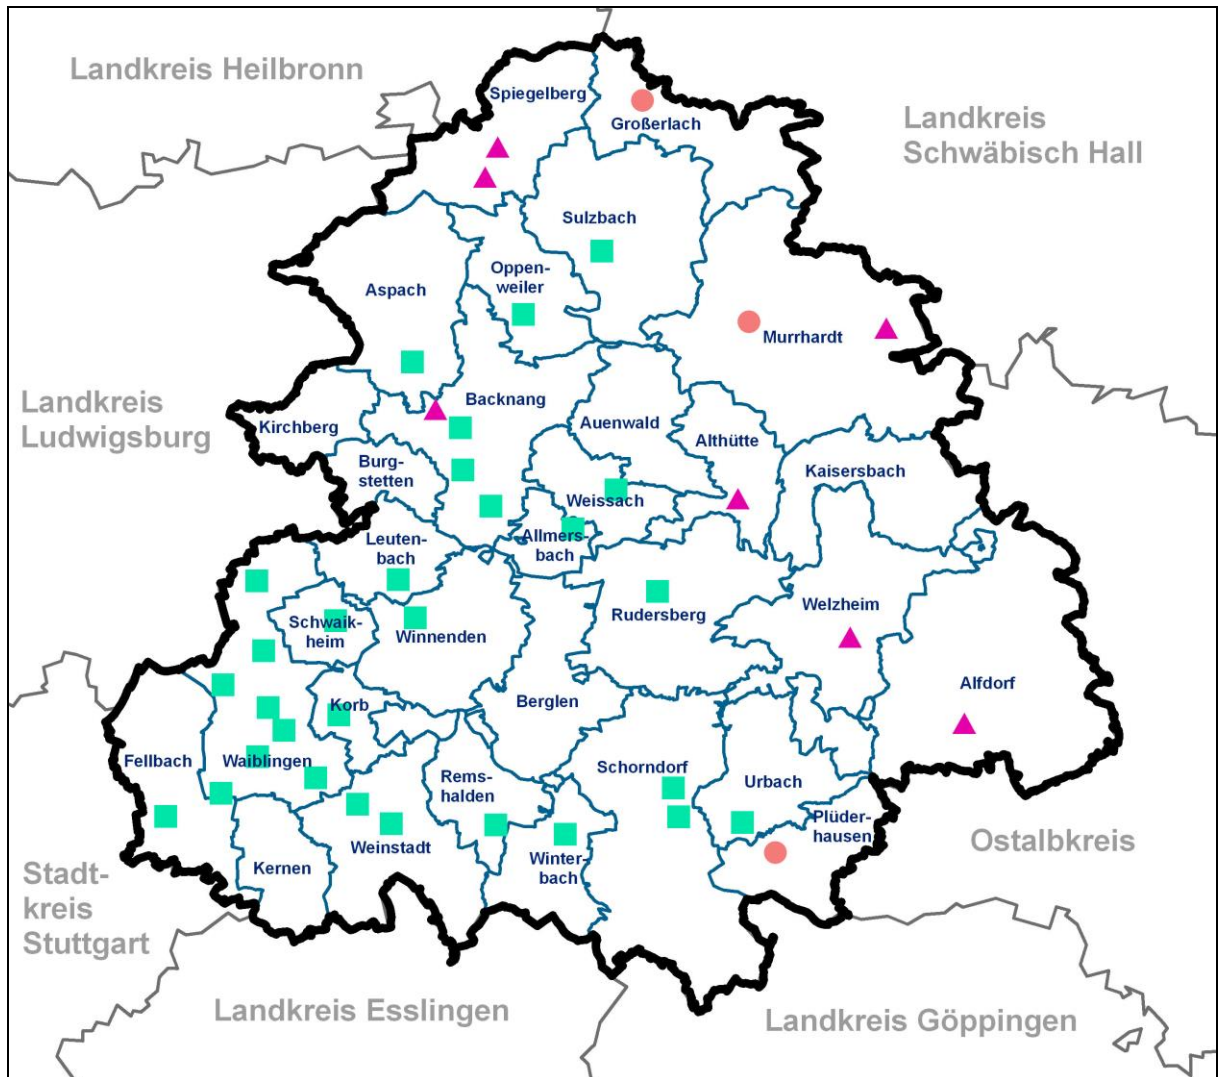 Landkreis Heilbronn
Spiegelberg
Großerlach
Landkreis
Schwäbisch Hall
Sulzbach
Oppen-
weiler
Aspach
Murrhardt
Landkreis
Ludwigsburg
Backnang
Kirchberg
Auenwald
Althütte
Burg-
stetten
Kaisersbach
Weissach
Allmers-
bach
Leuten-
bach
Schwaik-
heim
Winnenden
Rudersberg
Welzheim
Korb
Berglen
Alfdorf
Fellbach
Waiblingen
Rems-
halden
Schorndorf
Urbach
Plüder-
hausen
Kernen
Weinstadt
Winter-
bach
Ostalbkreis
Stadt-
kreis
Stuttgart
Landkreis Esslingen
Landkreis Göppingen